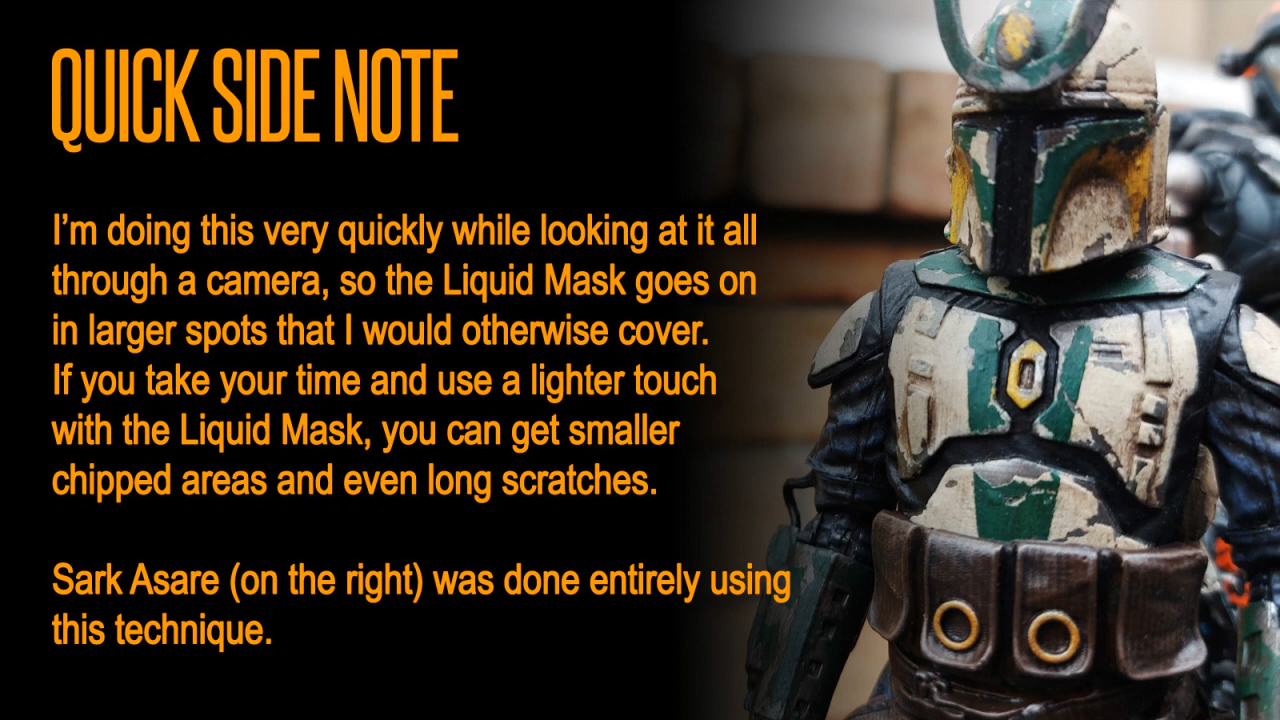 QUICK SIDE NOTE
I’m doing this very quickly while looking at it all
through a camera, so the Liquid Mask goes on
in larger spots that I would otherwise cover.
If you take your time and use a lighter touch
with the Liquid Mask, you can get smaller
chipped areas and even long scratches.
Sark Asare (on the right) was done entirely using
this technique.